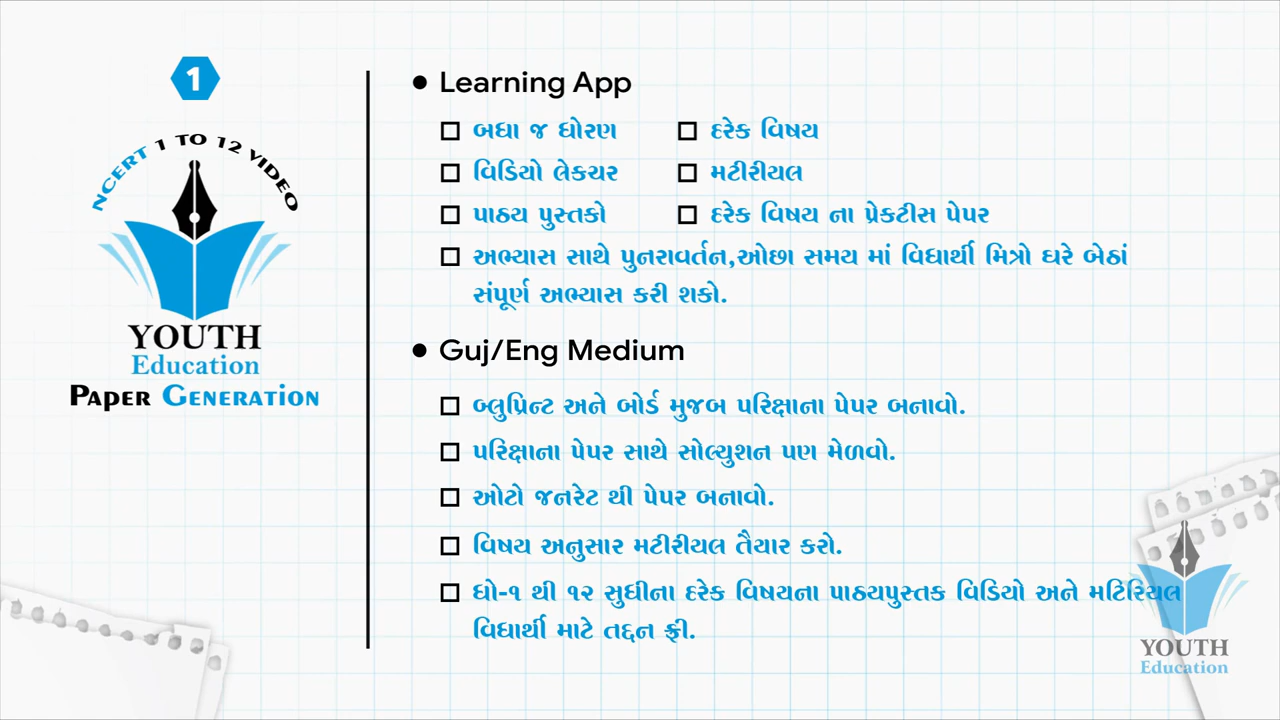 1
NCERT 1 TO 12 VIDEO
YOUTH
Education
PAper GENERATiON
Learning App
બધા જ ધોરણ
દરેક વિષય
વિડિયો લેકચર
મટીરીયલ
પાઠય પુસ્તકો
દરેક વિષય ના પ્રેકટીસ પેપર
અભ્યાસ સાથે પુનરાવર્તન,ઓછા સમય માં વિધાર્થી મિત્રો ઘરે બેઠાં
સંપૂર્ણ અભ્યાસ કરી શકો.
Guj/Eng Medium
બ્લુપ્રિન્ટ અને બોર્ડ મુજબ પરિક્ષાના પેપર બનાવો.
પરિક્ષાના પેપર સાથે સોલ્યુશન પણ મેળવો.
ઓટો જનરેટ થી પેપર બનાવો.
વિષય અનુસાર મટીરીયલ તૈયાર કરો.
ધો-૧ થી ૧૨ સુધીના દરેક વિષયના પાઠયપુસ્તક વિડિયો અને મટિરિયલ
વિધાર્થી માટે તદ્દન ફ્રી.
YOUTH
Education